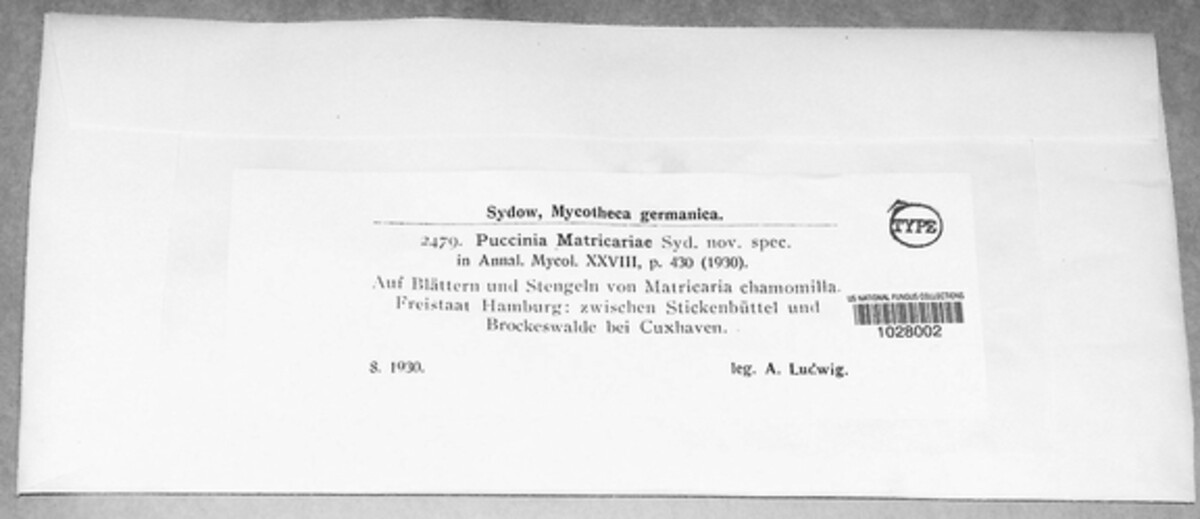 Sydow, Mycotheca germanica.
2479. Puccinia Matricariae Syd. nov. spec.
in Annal. Mycol. XXVIII, p. 430 (1930).
Auf Blättern und Stengeln von Matricaria chamomilla.
Freistaat Hamburg: zwischen Stickenbüttel und
Brockeswalde bei Cuxhaven.
8. 1930. leg. A. Ludwig.
TYPE
US NATIONAL FUNGUS COLLECTIONS
1028002